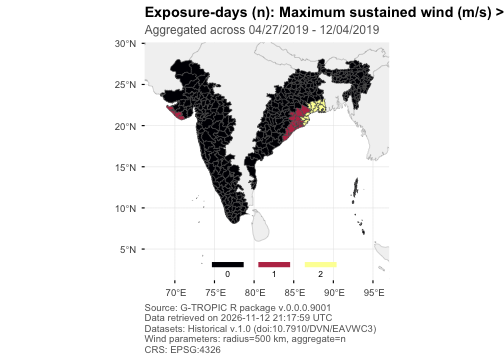 Exposure-days (n): Maximum sustained wind (m/s) >
Aggregated across 04/27/2019 - 12/04/2019
30°N
25°N
20°N
15°N
10°N
5°N
0 1 2
70°E 75°E 80°E 85°E 90°E 95°E
Source: G-TROPIC R package v.0.0.0.9001
Data retrieved on 2026-11-12 21:17:59 UTC
Datasets: Historical v.1.0 (doi:10.7910/DVN/EAVWC3)
Wind parameters: radius=500 km, aggregate=n
CRS: EPSG:4326